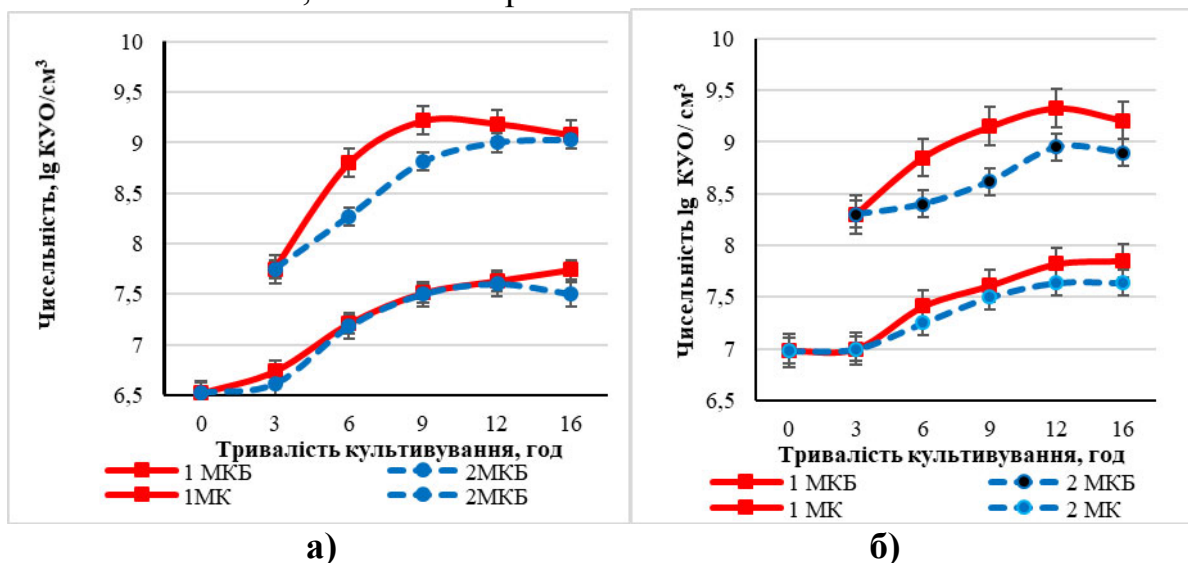 Чисельність, lg КУО/см³
10
9,5
9
8,5
8
7,5
7
6,5
0 3 6 9 12 16
Тривалість культивування, год
1 МКБ 2МКБ
1МК 2МКБ
а)
Чисельність lg КУО/ см³
10
9,5
9
8,5
8
7,5
7
6,5
0 3 6 9 12 16
Тривалість культивування, год
1 МКБ 2 МКБ
1 МК 2 МК
б)